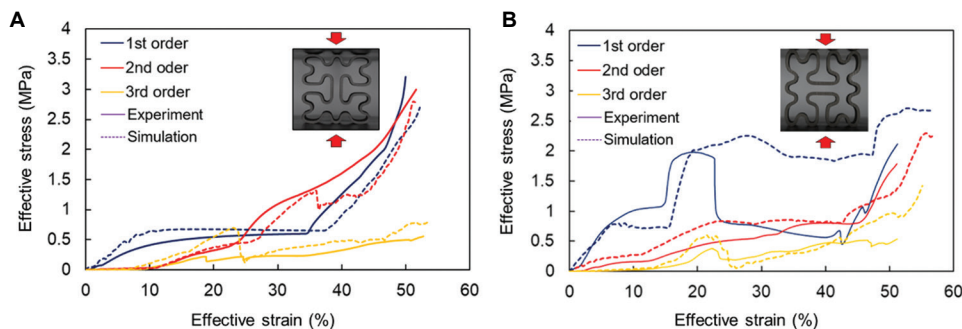 A
Effective stress (MPa)
4
3.5
3
2.5
2
1.5
1
0.5
0
1st order
2nd oder
3rd order
Experiment
Simulation
0 10 20 30 40 50 60
Effective strain (%)
B
Effective stress (MPa)
4
3.5
3
2.5
2
1.5
1
0.5
0
1st order
2nd oder
3rd order
Experiment
Simulation
0 10 20 30 40 50 60
Effective strain (%)